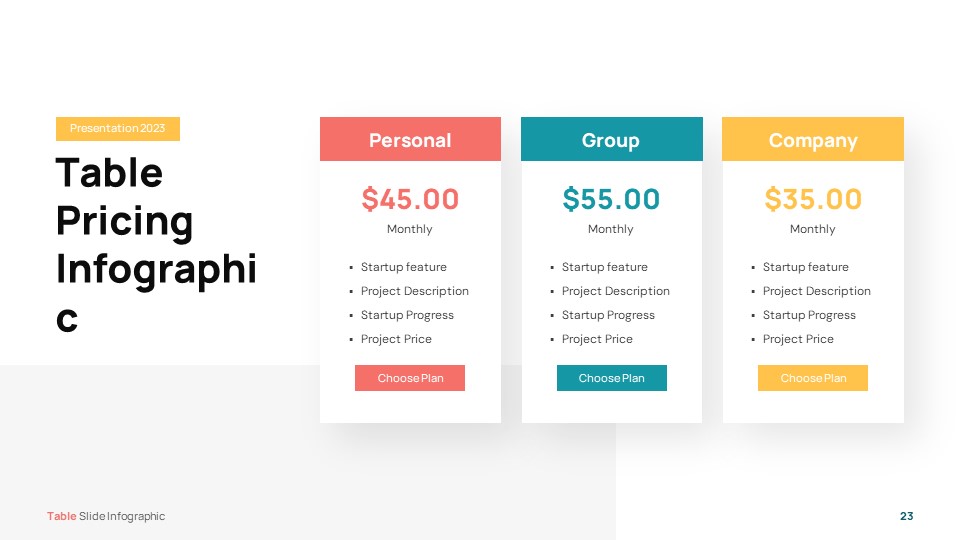 Presentation 2023
Table
Pricing
Infographi
c
Personal
$45.00
Monthly
▪ Startup feature
▪ Project Description
▪ Startup Progress
▪ Project Price
Choose Plan
Group
$55.00
Monthly
▪ Startup feature
▪ Project Description
▪ Startup Progress
▪ Project Price
Choose Plan
Company
$35.00
Monthly
▪ Startup feature
▪ Project Description
▪ Startup Progress
▪ Project Price
Choose Plan
Table Slide Infographic
23